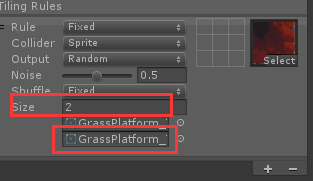 Tiling Rules
Rule Fixed
Collider Sprite
Output Random
Noise 0.5
Shuffle Fixed
Size 2
GrassPlatform_
GrassPlatform_
Select
+ −